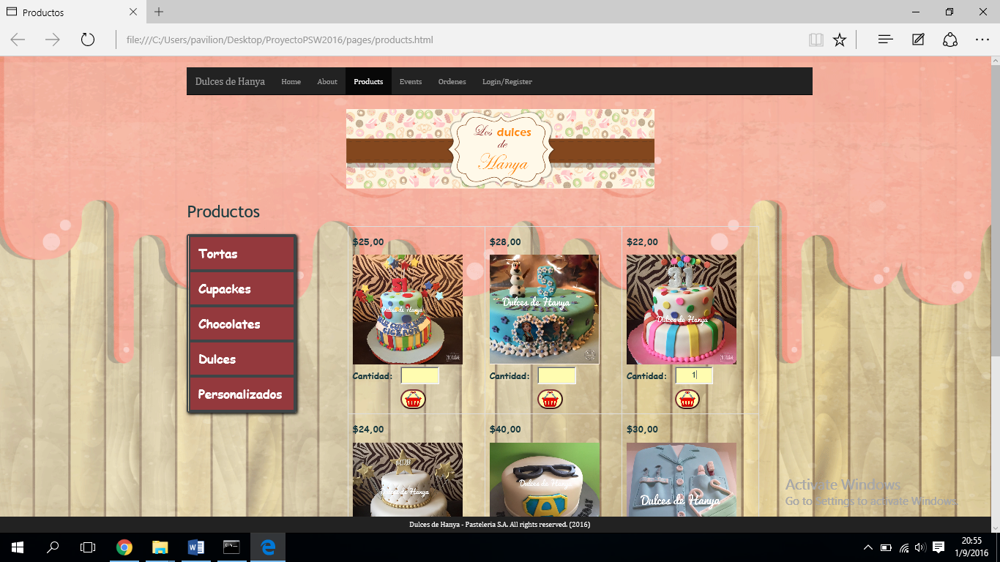 Productos
file:///C:/Users/pavilion/Desktop/ProyectoPSW2016/pages/products.html
Dulces de Hanya Home About Products Events Ordenes Login/Register
Los dulces
de
Hanya
Productos
Tortas
Cupackes
Chocolates
Dulces
Personalizados
$25,00 $28,00 $22,00
51
Dulces de Hanya
5
Dulces de Hanya
31
Dulces de Hanya
Cantidad: Cantidad: Cantidad: 1
$24,00 $40,00 $30,00
Dulces de Hanya
Dulces de Hanya
A
Dulces de Hanya
Activate Windows
Go to Settings to activate Windows.
Dulces de Hanya - Pasteleria S.A. All rights reserved. (2016)
20:55
1/9/2016